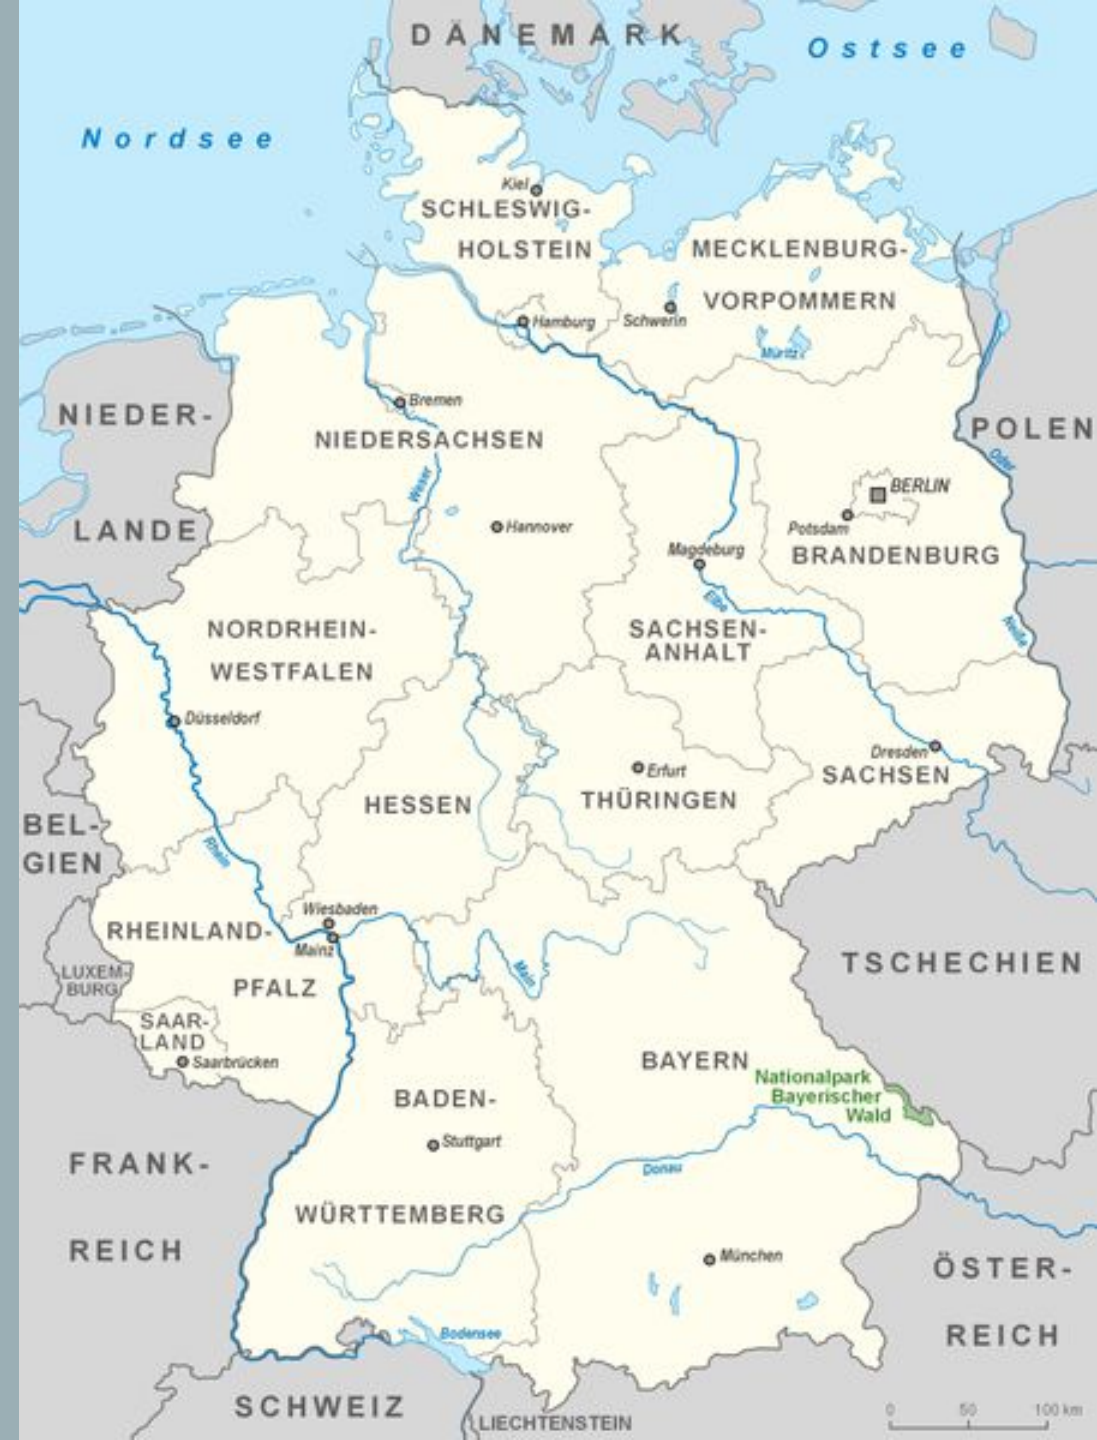 DÄNEMARK
Ostsee
Nordsee
Kiel
SCHLESWIG-
HOLSTEIN
MECKLENBURG-
VORPOMMERN
Hamburg
Schwerin
Müritz
Bremen
NIEDER-
LANDE
NIEDERSACHSEN
POLEN
Oder
Weser
BERLIN
Hannover
Potsdam
BRANDENBURG
Magdeburg
Elbe
SACHSEN-
ANHALT
Neiße
NORDRHEIN-
WESTFALEN
Düsseldorf
Dresden
SACHSEN
Erfurt
THÜRINGEN
HESSEN
BEL-
GIEN
Rhein
Wiesbaden
Mainz
RHEINLAND-
PFALZ
Main
TSCHECHIEN
LUXEM-
BURG
SAAR-
LAND
Saarbrücken
BAYERN
Nationalpark
Bayerischer
Wald
BADEN-
WÜRTTEMBERG
Stuttgart
FRANK-
REICH
Donau
München
ÖSTER-
REICH
Bodensee
SCHWEIZ
LIECHTENSTEIN
0 50 100 km